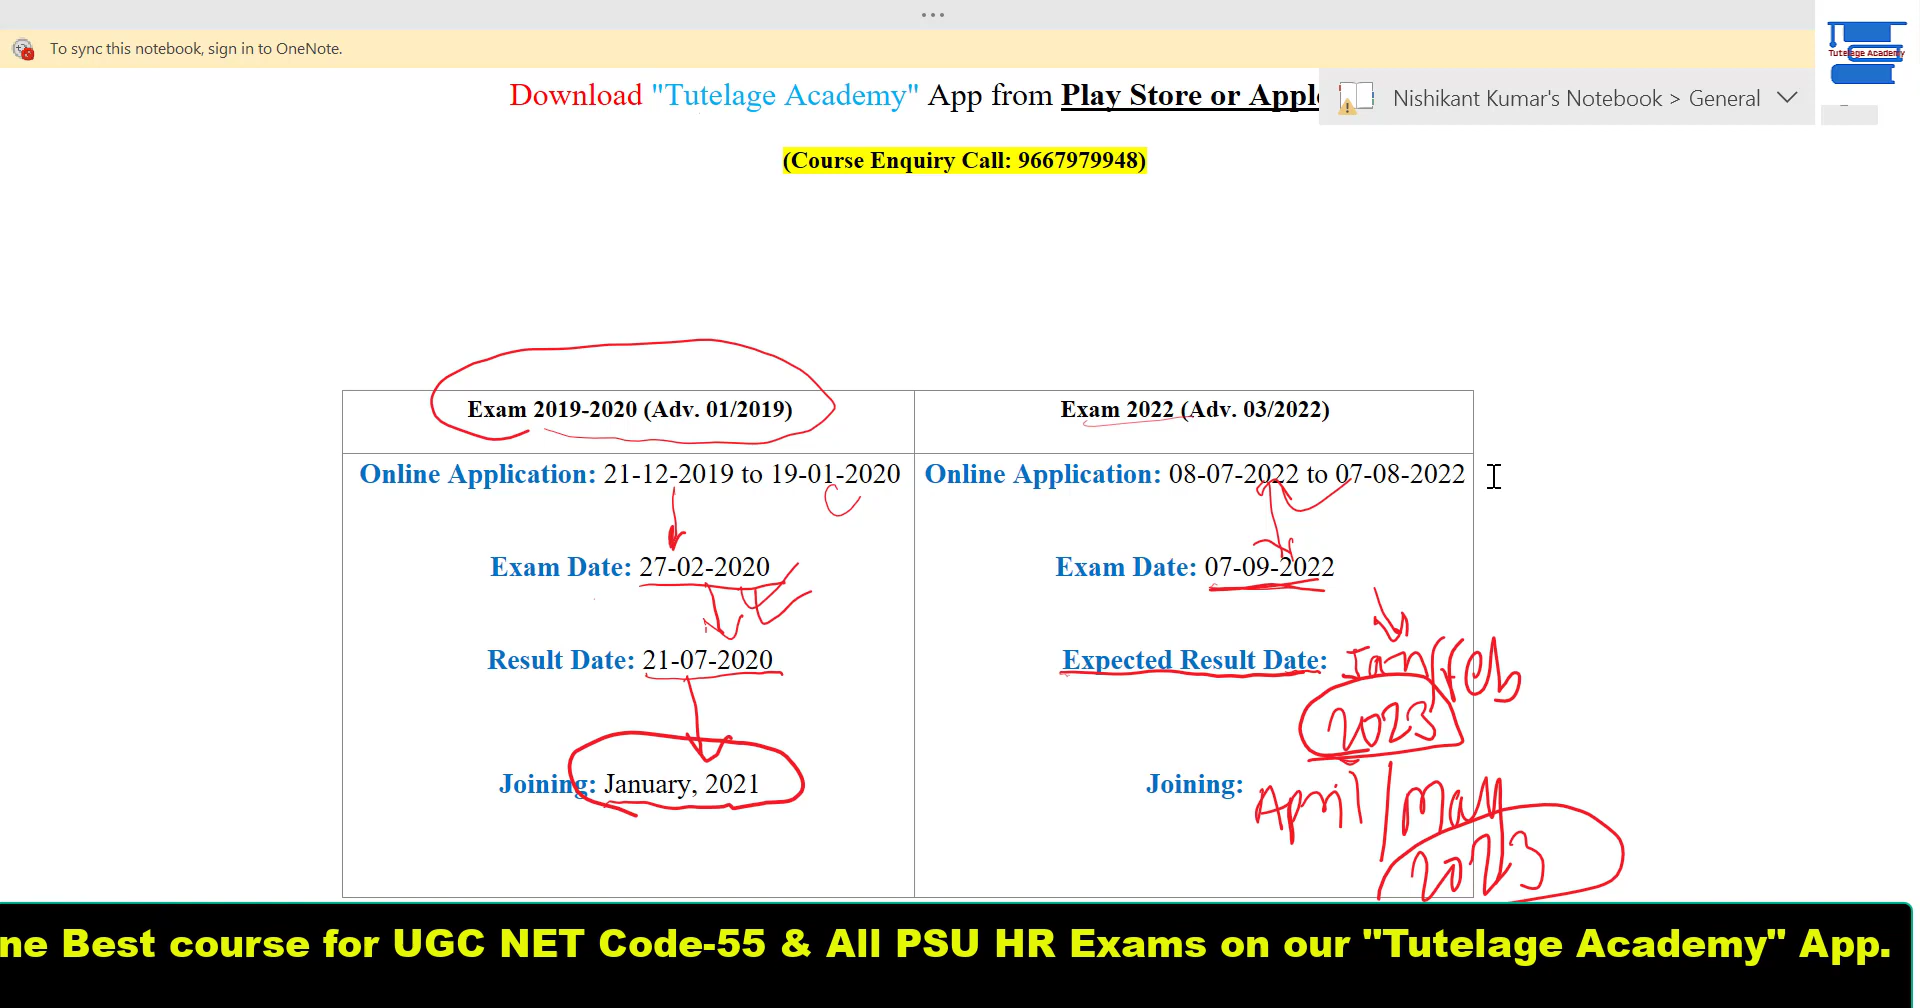 ...
To sync this notebook, sign in to OneNote.
Tutelage Academy
Download "Tutelage Academy" App from Play Store or Apple
Nishikant Kumar's Notebook > General
(Course Enquiry Call: 9667979948)
Exam 2019-2020 (Adv. 01/2019)
Exam 2022 (Adv. 03/2022)
Online Application: 21-12-2019 to 19-01-2020
Online Application: 08-07-2022 to 07-08-2022
Exam Date: 27-02-2020
Exam Date: 07-09-2022
Result Date: 21-07-2020
Expected Result Date: Jan/Feb
2023
Joining: January, 2021
Joining: April/May
2023
ne Best course for UGC NET Code-55 & All PSU HR Exams on our "Tutelage Academy" App.